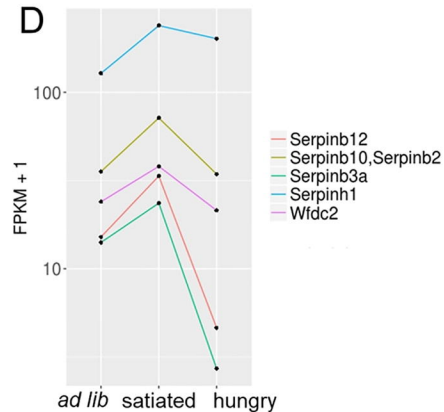 D
FPKM + 1
100
10
ad lib satiated hungry
Serpinb12
Serpinb10,Serpinb2
Serpinb3a
Serpinh1
Wfdc2